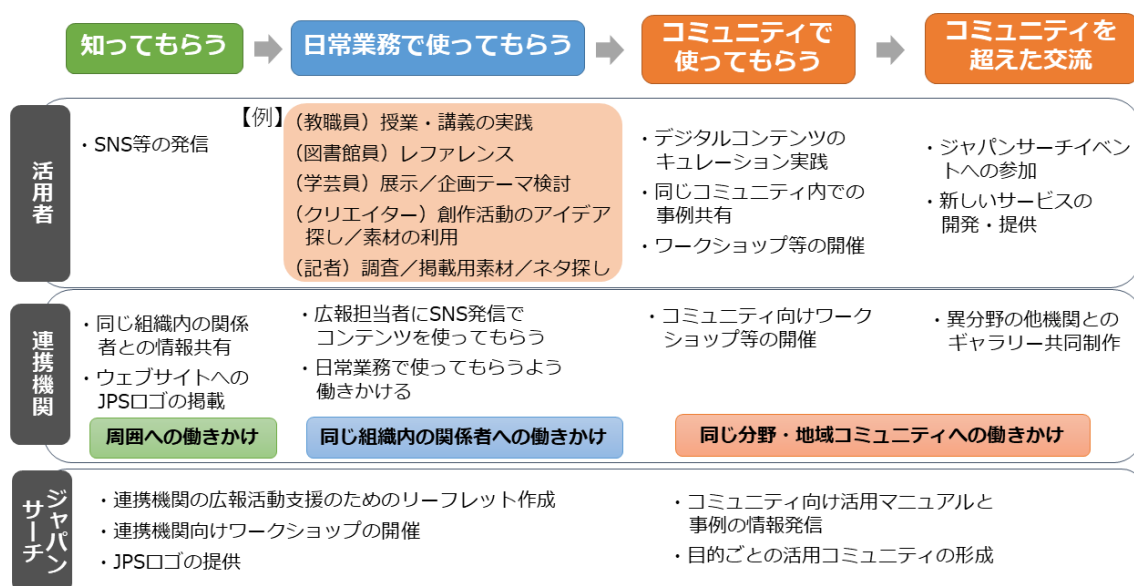 知ってもらう
日常業務で使ってもらう
コミュニティで
使ってもらう
コミュニティを
超えた交流
活用者
・SNS等の発信
【例】
（教職員）授業・講義の実践
（図書館員）レファレンス
（学芸員）展示／企画テーマ検討
（クリエイター）創作活動のアイデア
探し／素材の利用
（記者）調査／掲載用素材／ネタ探し
・デジタルコンテンツの
キュレーション実践
・同じコミュニティ内での
事例共有
・ワークショップ等の開催
・ジャパンサーチイベン
トへの参加
・新しいサービスの
開発・提供
連携機関
・同じ組織内の関係
者との情報共有
・ウェブサイトへの
JPSロゴの掲載
・広報担当者にSNS発信で
コンテンツを使ってもらう
・日常業務で使ってもらうよう
働きかける
・コミュニティ向けワーク
ショップ等の開催
・異分野の他機関との
ギャラリー共同制作
周囲への働きかけ
同じ組織内の関係者への働きかけ
同じ分野・地域コミュニティへの働きかけ
ジャパン
サーチ
・連携機関の広報活動支援のためのリーフレット作成
・連携機関向けワークショップの開催
・JPSロゴの提供
・コミュニティ向け活用マニュアルと
事例の情報発信
・目的ごとの活用コミュニティの形成